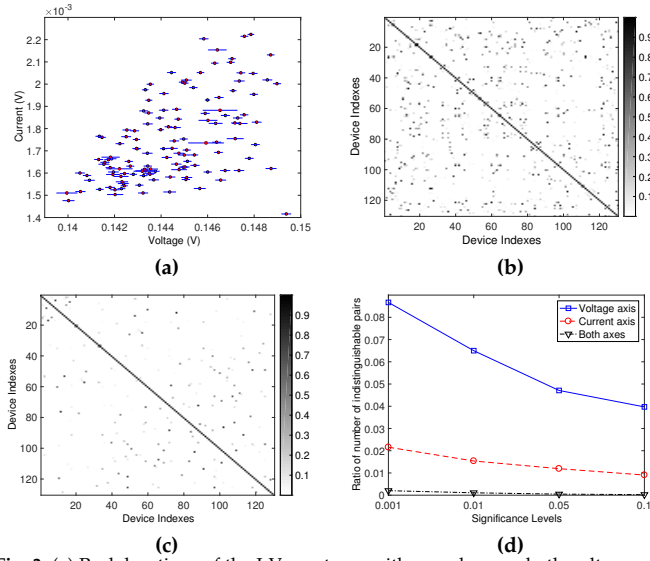 ×10⁻³
2.2
2.1
2
1.9
1.8
1.7
1.6
1.5
1.4
Current (V)
0.14 0.142 0.144 0.146 0.148 0.15
Voltage (V)
(a)
20
40
60
80
100
120
Device Indexes
20 40 60 80 100 120
Device Indexes
0.9
0.8
0.7
0.6
0.5
0.4
0.3
0.2
0.1
(b)
20
40
60
80
100
120
Device Indexes
20 40 60 80 100 120
Device Indexes
0.9
0.8
0.7
0.6
0.5
0.4
0.3
0.2
0.1
(c)
0.09
0.08
0.07
0.06
0.05
0.04
0.03
0.02
0.01
0
Ratio of number of indistinguishable pairs
Voltage axis
Current axis
Both axes
0.001 0.01 0.05 0.1
Significance Levels
(d)